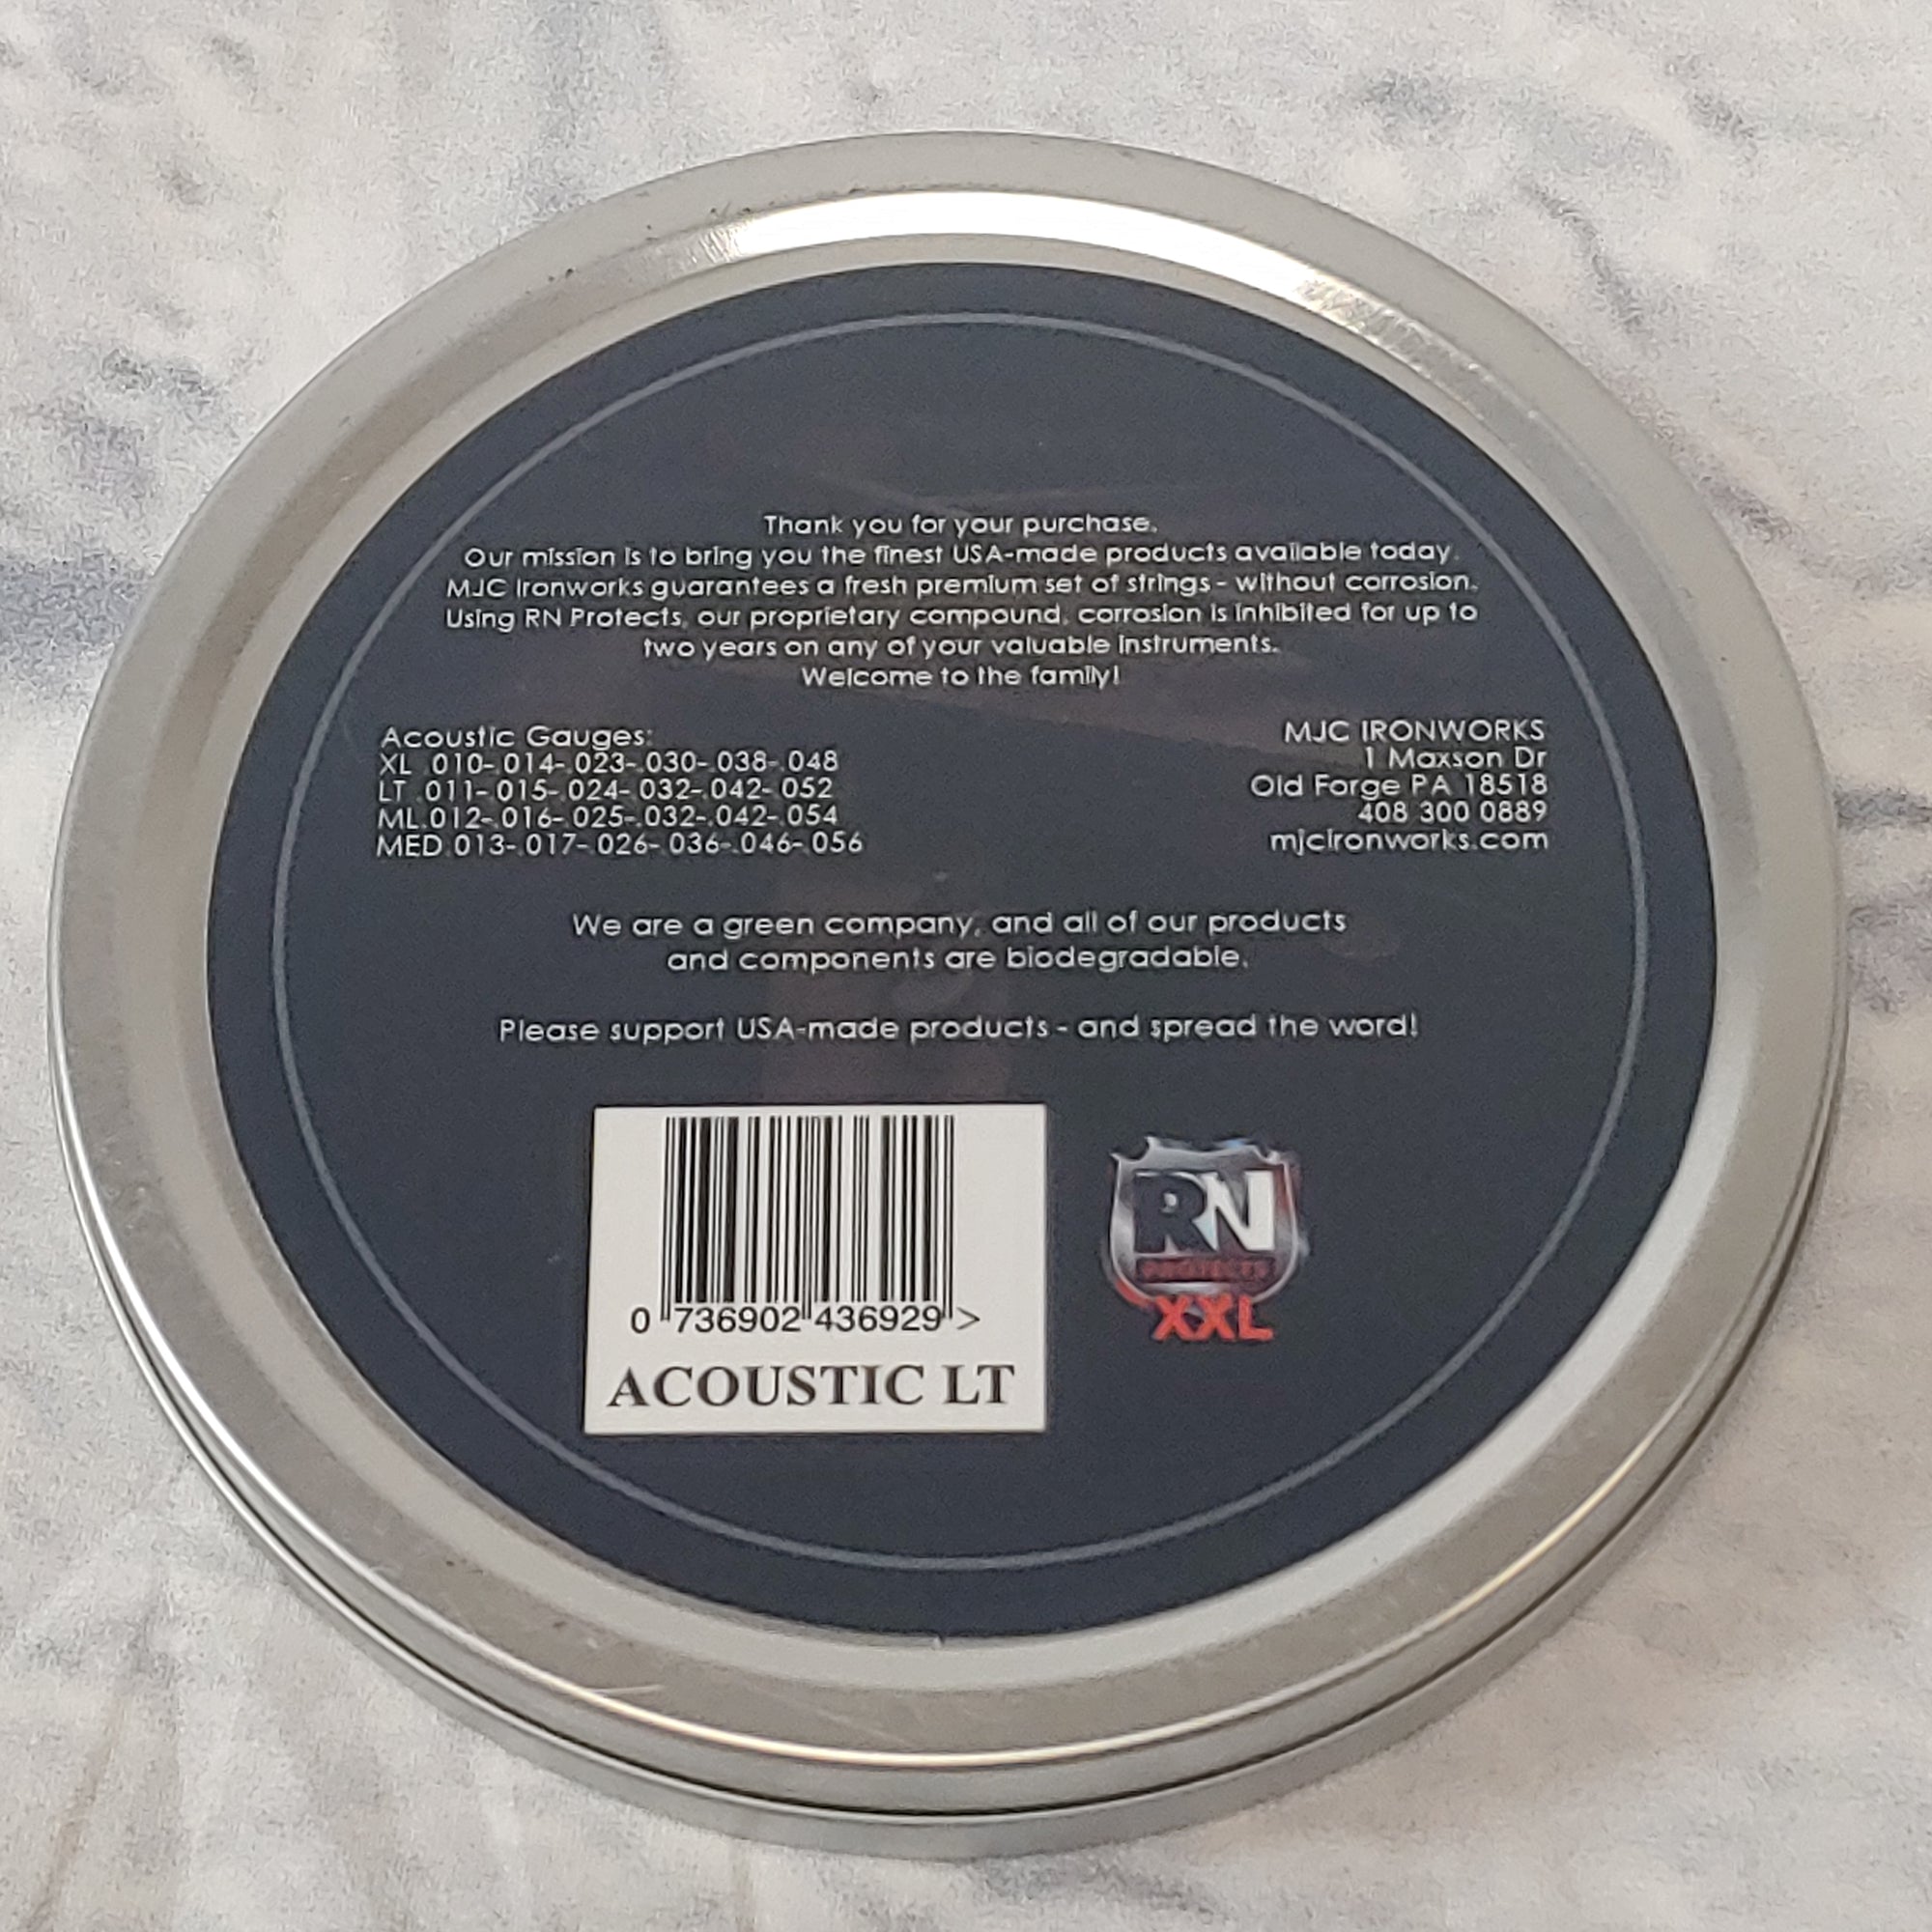 Thank you for your purchase.
Our mission is to bring you the finest USA-made products available today.
MJC Ironworks guarantees a fresh premium set of strings - without corrosion.
Using RN Protects, our proprietary compound, corrosion is inhibited for up to
two years on any of your valuable instruments.
Welcome to the family!
Acoustic Gauges:
XL .010-.014-.023-.030-.038-.048
LT .011-.015-.024-.032-.042-.052
ML.012-.016-.025-.032-.042-.054
MED.013-.017-.026-.036-.046-.056
MJC IRONWORKS
1 Maxson Dr
Old Forge PA 18518
408 300 0889
mjcironworks.com
We are a green company, and all of our products
and components are biodegradable.
Please support USA-made products - and spread the word!
0 736902 436929 >
ACOUSTIC LT
RN
PROTECTS
XXL